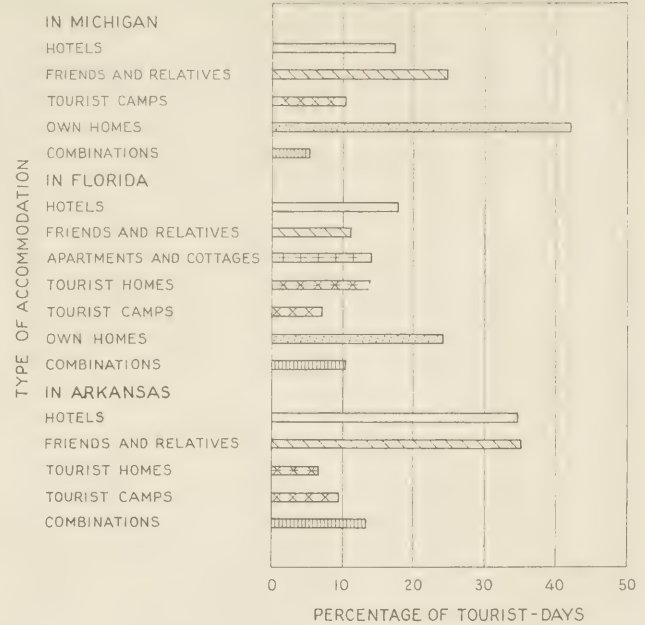 IN MICHIGAN
HOTELS
FRIENDS AND RELATIVES
TOURIST CAMPS
OWN HOMES
COMBINATIONS
IN FLORIDA
HOTELS
FRIENDS AND RELATIVES
APARTMENTS AND COTTAGES
TOURIST HOMES
TOURIST CAMPS
OWN HOMES
COMBINATIONS
IN ARKANSAS
HOTELS
FRIENDS AND RELATIVES
TOURIST HOMES
TOURIST CAMPS
COMBINATIONS
TYPE OF ACCOMMODATION
0 10 20 30 40 50
PERCENTAGE OF TOURIST-DAYS